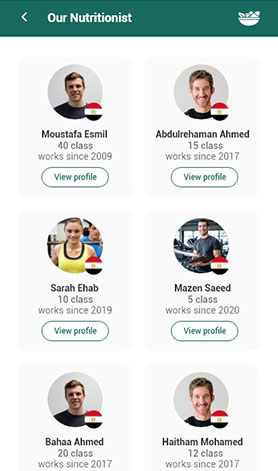 Our Nutritionist
Moustafa Esmil
40 class
works since 2009
View profile
Abdulrehaman Ahmed
15 class
works since 2017
View profile
Sarah Ehab
10 class
works since 2019
View profile
Mazen Saeed
5 class
works since 2020
View profile
Bahaa Ahmed
20 class
works since 2017
Haitham Mohamed
12 class
works since 2017